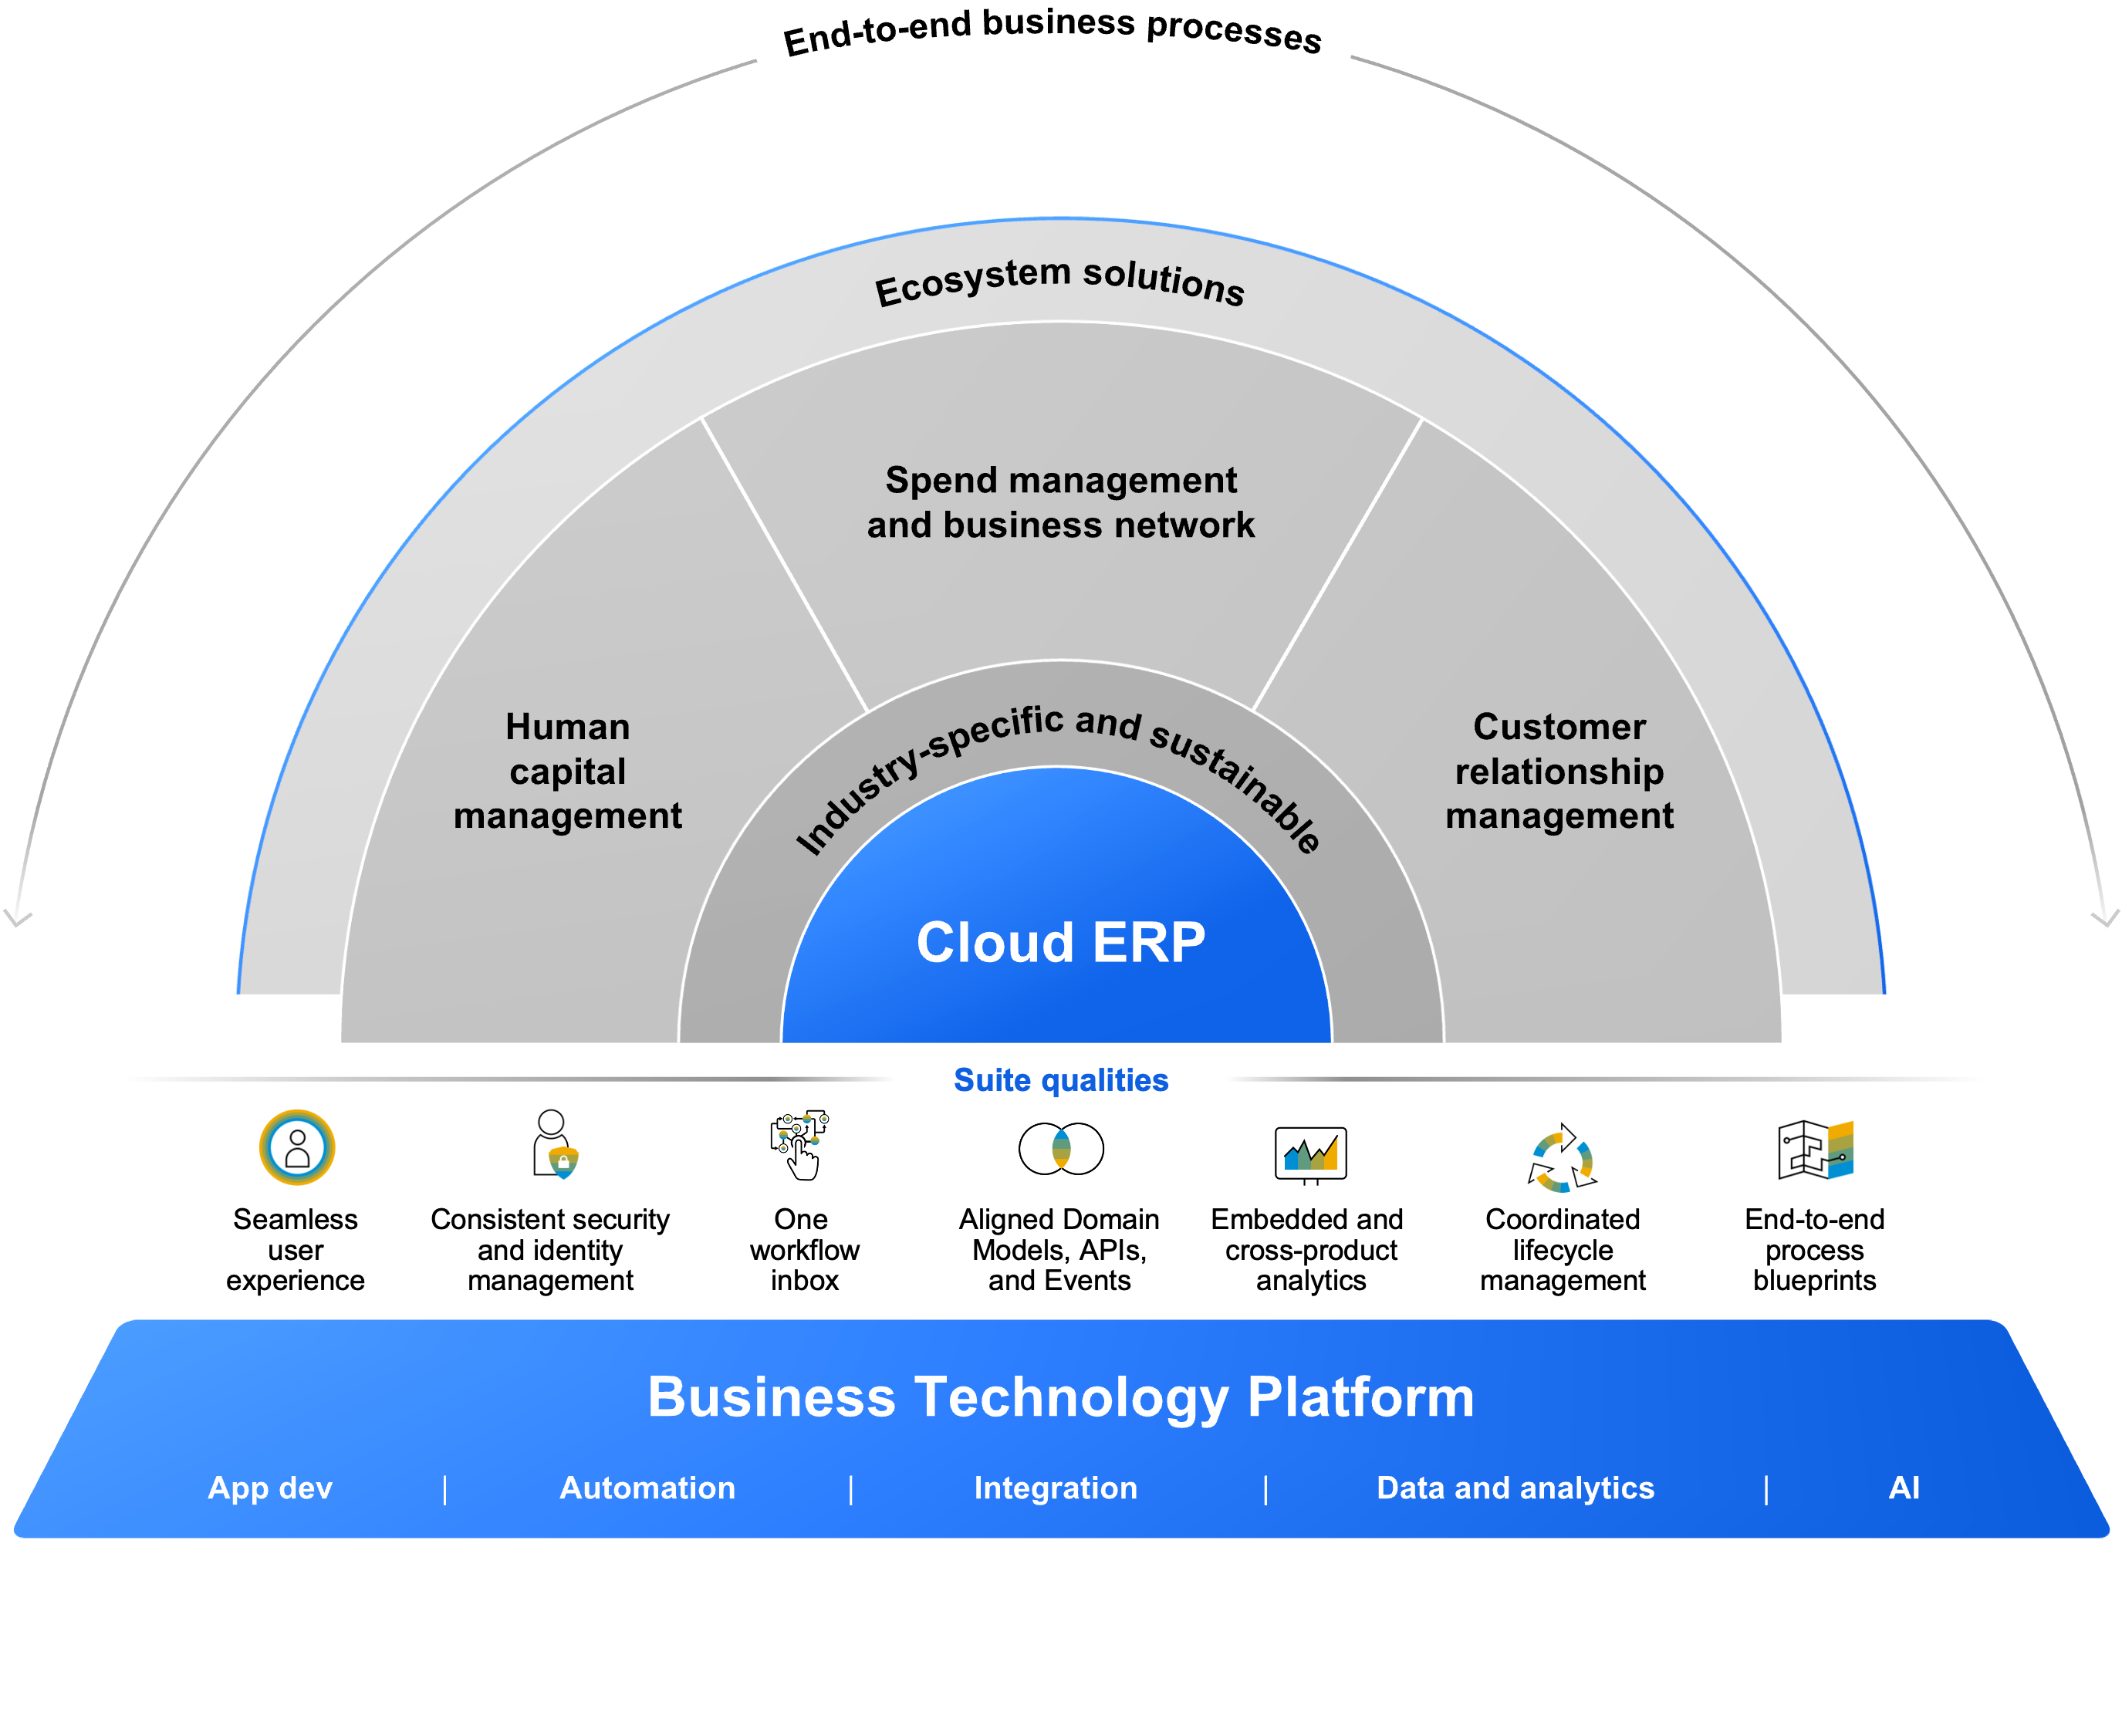 End-to-end business processes
Ecosystem solutions
Spend management
and business network
Human
capital
management
Customer
relationship
management
Industry-specific and sustainable
Cloud ERP
Suite qualities
Seamless
user
experience
Consistent security
and identity
management
One
workflow
inbox
Aligned Domain
Models, APIs,
and Events
Embedded and
cross-product
analytics
Coordinated
lifecycle
management
End-to-end
process
blueprints
Business Technology Platform
App dev | Automation | Integration | Data and analytics | AI